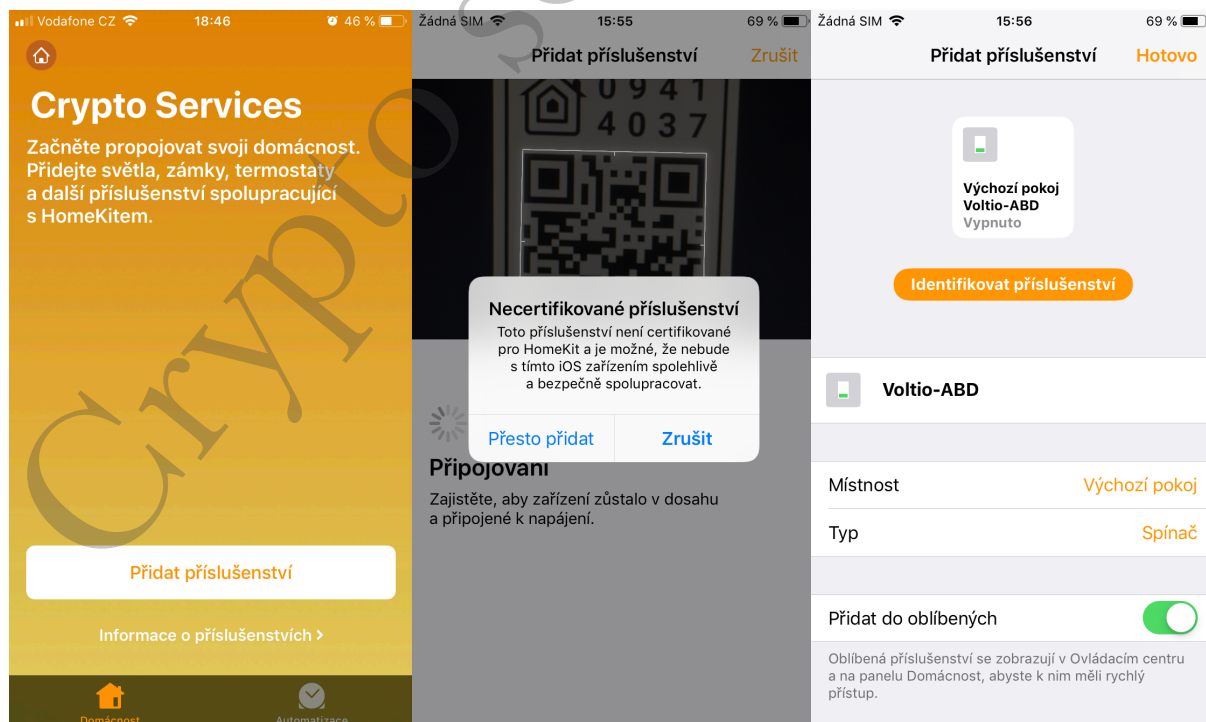 Vodafone CZ 18:46 46 %
Crypto Services
Začněte propojovat svoji domácnost.
Přidejte světla, zámky, termostaty
a další příslušenství spolupracující
s HomeKitem.
Přidat příslušenství
Informace o příslušenstvích >
Domácnost Automatizace
Žádná SIM 15:55 69 %
Přidat příslušenství Zrušit
0941
4037
Necertifikované příslušenství
Toto příslušenství není certifikované
pro HomeKit a je možné, že nebude
s tímto iOS zařízením spolehlivě
a bezpečně spolupracovat.
Přesto přidat Zrušit
Připojování
Zajistěte, aby zařízení zůstalo v dosahu
a připojené k napájení.
Žádná SIM 15:56 69 %
Přidat příslušenství Hotovo
Výchozí pokoj
Voltio-ABD
Vypnuto
Identifikovat příslušenství
Voltio-ABD
Místnost Výchozí pokoj
Typ Spínač
Přidat do oblíbených
Oblíbená příslušenství se zobrazují v Ovládacím centru
a na panelu Domácnost, abyste k nim měli rychlý
přístup.
Crypto